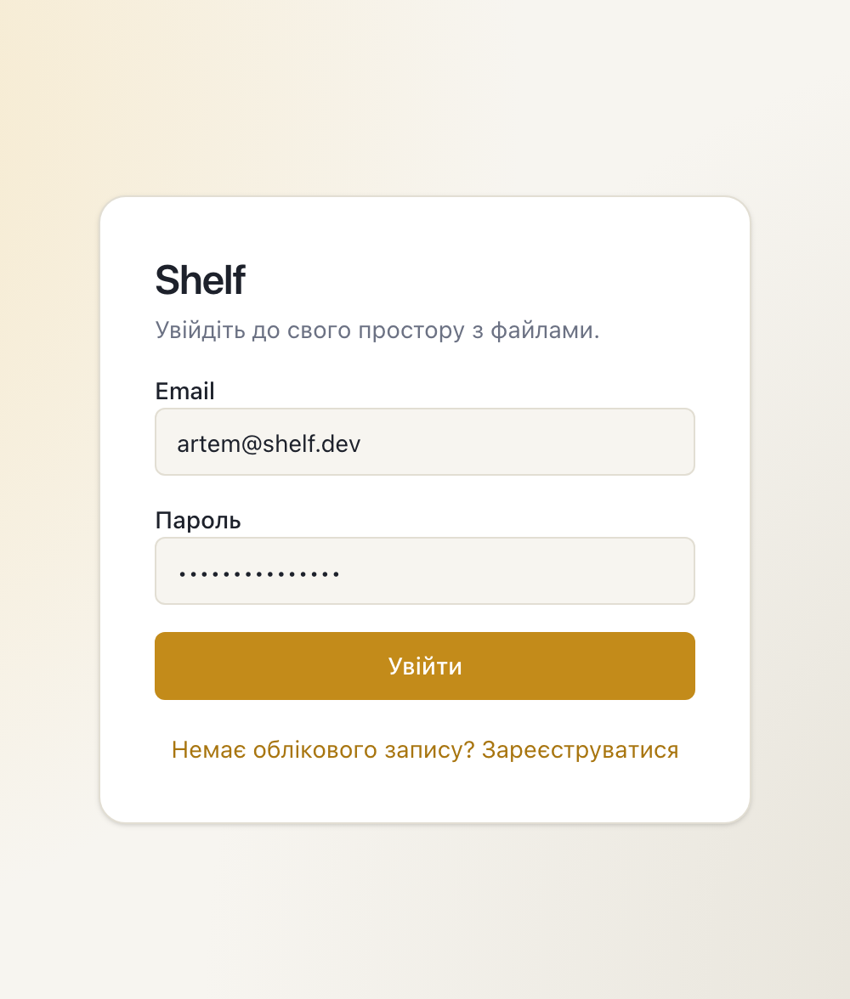 Shelf
Увійдіть до свого простору з файлами.
Email
artem@shelf.dev
Пароль
•••••••••••••••
Увійти
Немає облікового запису? Зареєструватися